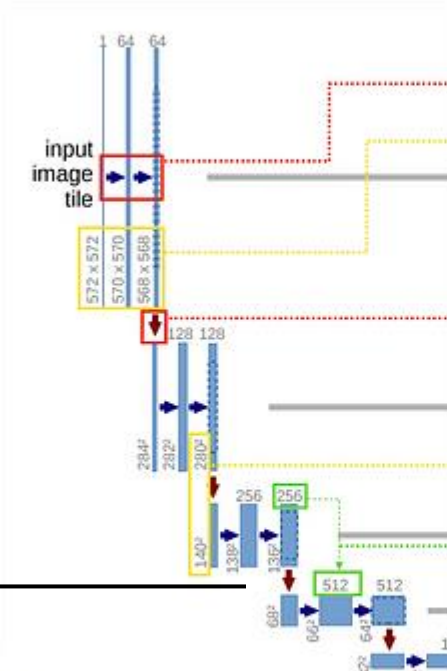 1 64 64
input
image
tile
572 x 572
570 x 570
568 x 568
128 128
284²
282²
280²
256 256
140²
138²
136²
512 512
68²
66²
64²